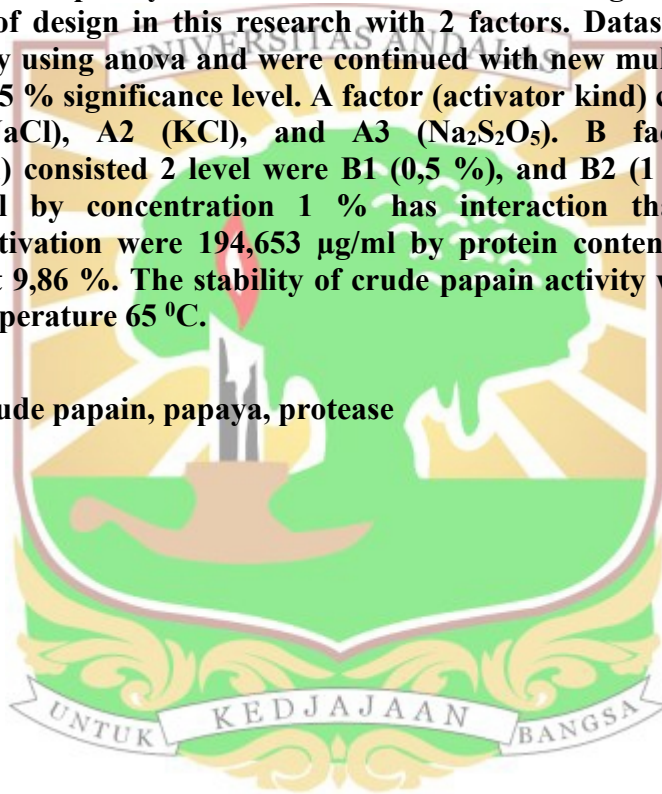 of design in this research with 2 factors. Datas
UNIVERSITAS ANDALAS
y using anova and were continued with new mul
5 % significance level. A factor (activator kind) c
aCl), A2 (KCl), and A3 (Na₂S₂O₅). B fac
) consisted 2 level were B1 (0,5 %), and B2 (1
l by concentration 1 % has interaction tha
tivation were 194,653 µg/ml by protein conten
t 9,86 %. The stability of crude papain activity w
perature 65 ⁰C.
ude papain, papaya, protease
UNTUK KEDJAJAAN BANGSA